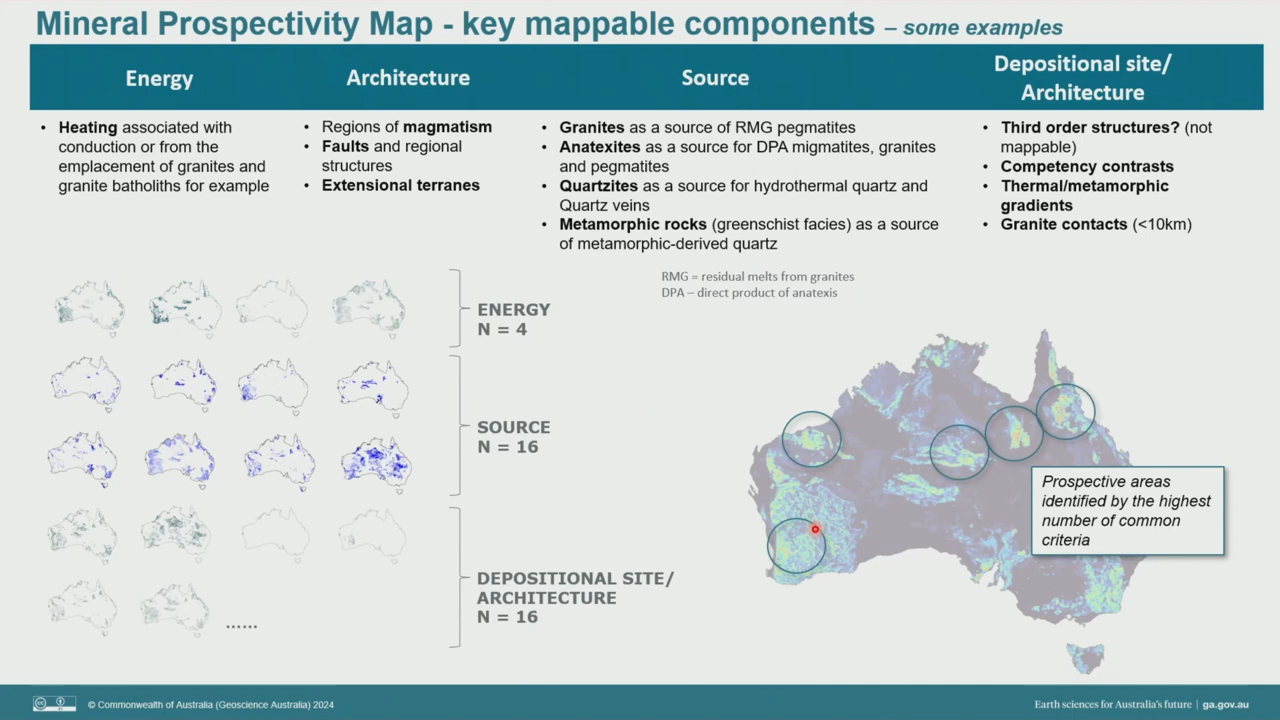 Mineral Prospectivity Map - key mappable components – some examples
Energy
Architecture
Source
Depositional site/
Architecture
• Heating associated with
conduction or from the
emplacement of granites and
granite batholiths for example
• Regions of magmatism
• Faults and regional
structures
• Extensional terranes
• Granites as a source of RMG pegmatites
• Anatexites as a source for DPA migmatites, granites
and pegmatites
• Quartzites as a source for hydrothermal quartz and
Quartz veins
• Metamorphic rocks (greenschist facies) as a source
of metamorphic-derived quartz
• Third order structures? (not
mappable)
• Competency contrasts
• Thermal/metamorphic
gradients
• Granite contacts (<10km)
RMG = residual melts from granites
DPA – direct product of anatexis
ENERGY
N = 4
SOURCE
N = 16
DEPOSITIONAL SITE/
ARCHITECTURE
N = 16
......
Prospective areas
identified by the highest
number of common
criteria
© Commonwealth of Australia (Geoscience Australia) 2024
Earth sciences for Australia's future | ga.gov.au